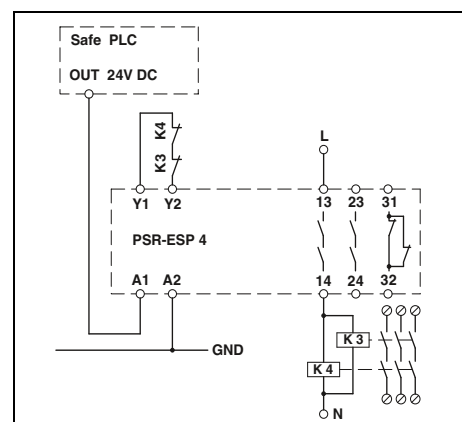 Safe PLC
OUT 24V DC
K4
K3
L
Y1 Y2 13 23 31
PSR-ESP 4
A1 A2 14 24 32
GND
K 3
K 4
N